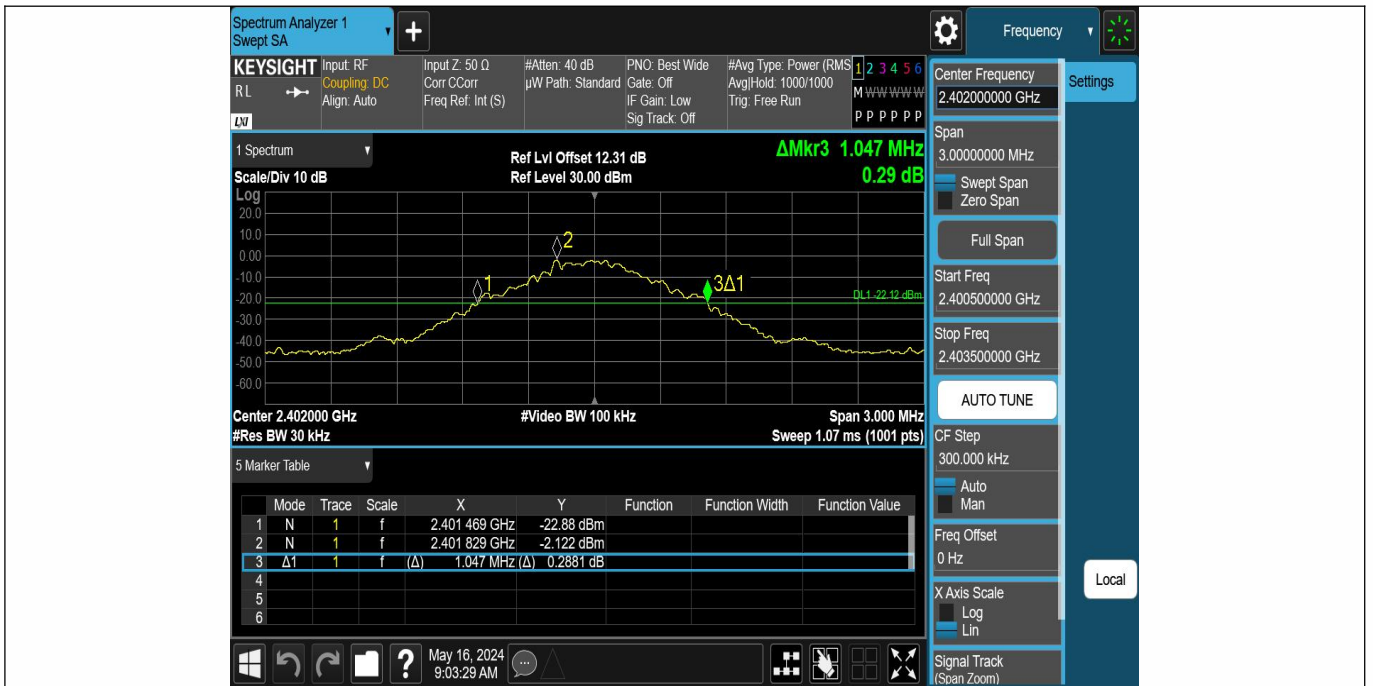 Spectrum Analyzer 1
Swept SA
+
Frequency
KEYSIGHT
RL
LXI
Input: RF
Coupling: DC
Align: Auto
Input Z: 50 Ω
Corr CCorr
Freq Ref: Int (S)
#Atten: 40 dB
µW Path: Standard
PNO: Best Wide
Gate: Off
IF Gain: Low
Sig Track: Off
#Avg Type: Power (RMS
Avg|Hold: 1000/1000
Trig: Free Run
1 2 3 4 5 6
M W W W W W
P P P P P P
1 Spectrum
Scale/Div 10 dB
Ref Lvl Offset 12.31 dB
Ref Level 30.00 dBm
ΔMkr3 1.047 MHz
0.29 dB
Log
20.0
10.0
0.00
-10.0
-20.0
-30.0
-40.0
-50.0
-60.0
1
2
3Δ1
DL1 -22.12 dBm
Center 2.402000 GHz
#Res BW 30 kHz
#Video BW 100 kHz
Span 3.000 MHz
Sweep 1.07 ms (1001 pts)
5 Marker Table
Mode Trace Scale X Y Function Function Width Function Value
1 N 1 f 2.401 469 GHz -22.88 dBm
2 N 1 f 2.401 829 GHz -2.122 dBm
3 Δ1 1 f (Δ) 1.047 MHz (Δ) 0.2881 dB
4
5
6
?
May 16, 2024
9:03:29 AM
Center Frequency
2.402000000 GHz
Span
3.00000000 MHz
Swept Span
Zero Span
Full Span
Start Freq
2.400500000 GHz
Stop Freq
2.403500000 GHz
AUTO TUNE
CF Step
300.000 kHz
Auto
Man
Freq Offset
0 Hz
X Axis Scale
Log
Lin
Signal Track
(Span Zoom)
Settings
Local